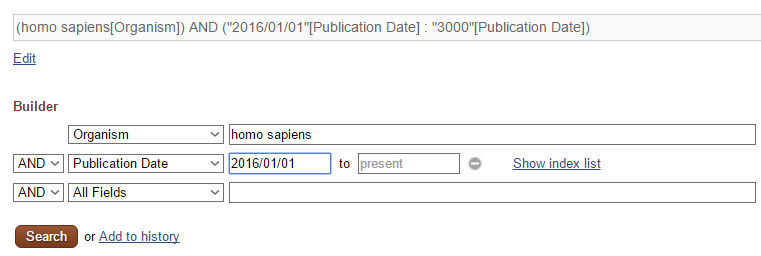 (homo sapiens[Organism]) AND ("2016/01/01"[Publication Date] : "3000"[Publication Date])
Edit
Builder
Organism homo sapiens
AND Publication Date 2016/01/01 to present Show index list
AND All Fields
Search or Add to history